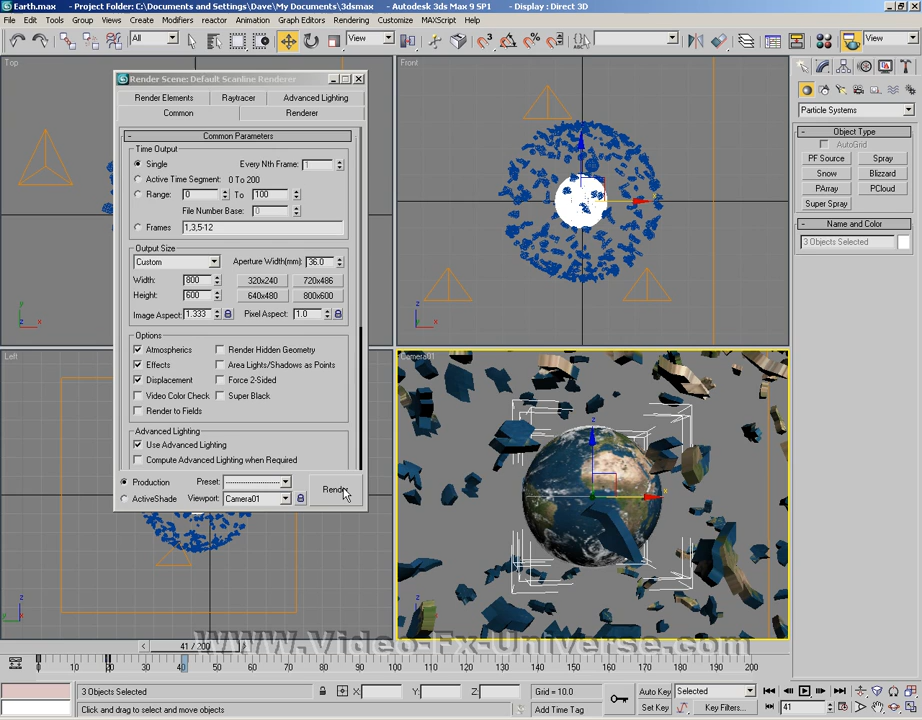 Earth.max - Project Folder: C:\Documents and Settings\Dave\My Documents\3dsmax - Autodesk 3ds Max 9 SP1 - Display : Direct 3D
File Edit Tools Group Views Create Modifiers reactor Animation Graph Editors Rendering Customize MAXScript Help
All View View
Top
Front
Left
Camera01
Render Scene: Default Scanline Renderer
Render Elements Raytracer Advanced Lighting
Common Renderer
Common Parameters
Time Output
Single Every Nth Frame: 1
Active Time Segment: 0 To 200
Range: 0 To 100
File Number Base: 0
Frames 1,3,5-12
Output Size
Custom Aperture Width(mm): 36.0
Width: 800 320x240 720x486
Height: 600 640x480 800x600
Image Aspect: 1.333 Pixel Aspect: 1.0
Options
Atmospherics Render Hidden Geometry
Effects Area Lights/Shadows as Points
Displacement Force 2-Sided
Video Color Check Super Black
Render to Fields
Advanced Lighting
Use Advanced Lighting
Compute Advanced Lighting when Required
Production Preset: Render
ActiveShade Viewport: Camera01
Particle Systems
Object Type
AutoGrid
PF Source Spray
Snow Blizzard
PArray PCloud
Super Spray
Name and Color
3 Objects Selected
www.Video-Fx-Universe.com
41 / 200
0 10 20 30 40 50 60 70 80 90 100 110 120 130 140 150 160 170 180 190 200
3 Objects Selected X: Y: Z: Grid = 10.0 Auto Key Selected
Click and drag to select and move objects Add Time Tag Set Key Key Filters... 41